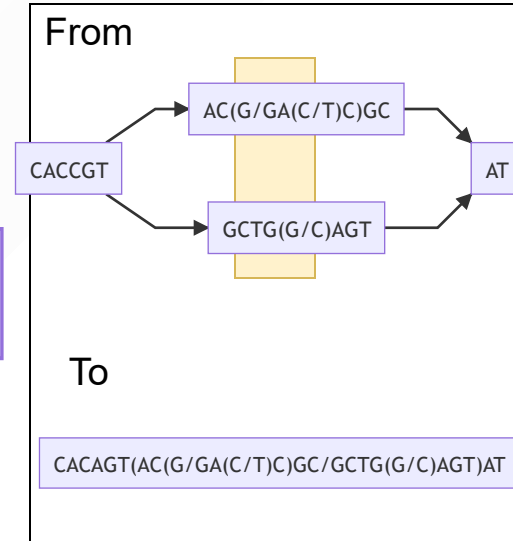 From
AC(G/GA(C/T)C)GC
CACCGT
AT
GCTG(G/C)AGT
To
CACAGT(AC(G/GA(C/T)C)GC/GCTG(G/C)AGT)AT